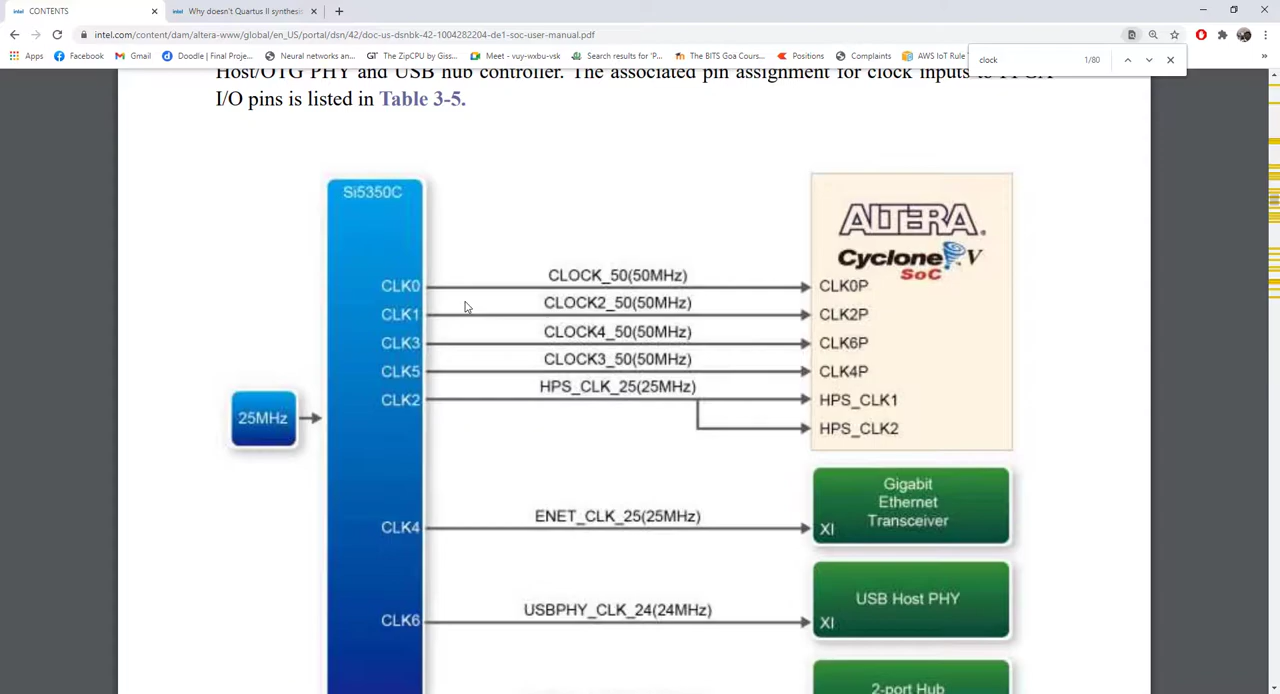 CONTENTS
Why doesn't Quartus II synthesis
intel.com/content/dam/altera-www/global/en_US/portal/dsn/42/doc-us-dsnbk-42-1004282204-de1-soc-user-manual.pdf
Apps Facebook Gmail Doodle | Final Proje... Neural networks an... GT The ZipCPU by Giss... Meet - vuy-wxbu-vsk Search results for 'P... The BITS Goa Cours... Positions Complaints AWS IoT Rule
clock 1/80
Host/OTG PHY and USB hub controller. The associated pin assignment for clock inputs to FPGA
I/O pins is listed in Table 3-5.
Si5350C
ALTERA
Cyclone V
SoC
CLK0 CLOCK_50(50MHz) CLK0P
CLK1 CLOCK2_50(50MHz) CLK2P
CLK3 CLOCK4_50(50MHz) CLK6P
CLK5 CLOCK3_50(50MHz) CLK4P
CLK2 HPS_CLK_25(25MHz) HPS_CLK1
25MHz
HPS_CLK2
Gigabit
Ethernet
Transceiver
CLK4 ENET_CLK_25(25MHz) XI
USB Host PHY
CLK6 USBPHY_CLK_24(24MHz) XI
2-port Hub